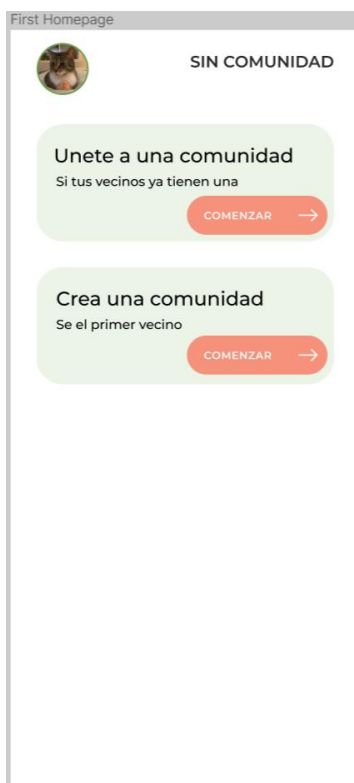 First Homepage
SIN COMUNIDAD
Unete a una comunidad
Si tus vecinos ya tienen una
COMENZAR
Crea una comunidad
Se el primer vecino
COMENZAR